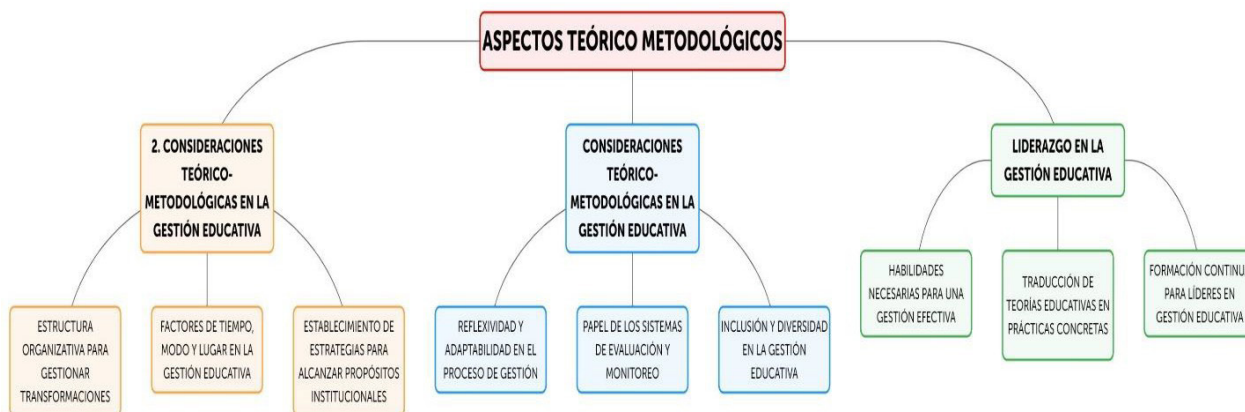 ASPECTOS TEÓRICO METODOLÓGICOS
2. CONSIDERACIONES
TEÓRICO-
METODOLÓGICAS EN LA
GESTIÓN EDUCATIVA
ESTRUCTURA
ORGANIZATIVA PARA
GESTIONAR
TRANSFORMACIONES
FACTORES DE TIEMPO,
MODO Y LUGAR EN LA
GESTIÓN EDUCATIVA
ESTABLECIMIENTO DE
ESTRATEGIAS PARA
ALCANZAR PROPÓSITOS
INSTITUCIONALES
CONSIDERACIONES
TEÓRICO-
METODOLÓGICAS EN LA
GESTIÓN EDUCATIVA
REFLEXIVIDAD Y
ADAPTABILIDAD EN EL
PROCESO DE GESTIÓN
PAPEL DE LOS SISTEMAS
DE EVALUACIÓN Y
MONITOREO
INCLUSIÓN Y DIVERSIDAD
EN LA GESTIÓN
EDUCATIVA
LIDERAZGO EN LA
GESTIÓN EDUCATIVA
HABILIDADES
NECESARIAS PARA UNA
GESTIÓN EFECTIVA
TRADUCCIÓN DE
TEORÍAS EDUCATIVAS EN
PRÁCTICAS CONCRETAS
FORMACIÓN CONTINUA
PARA LÍDERES EN
GESTIÓN EDUCATIVA